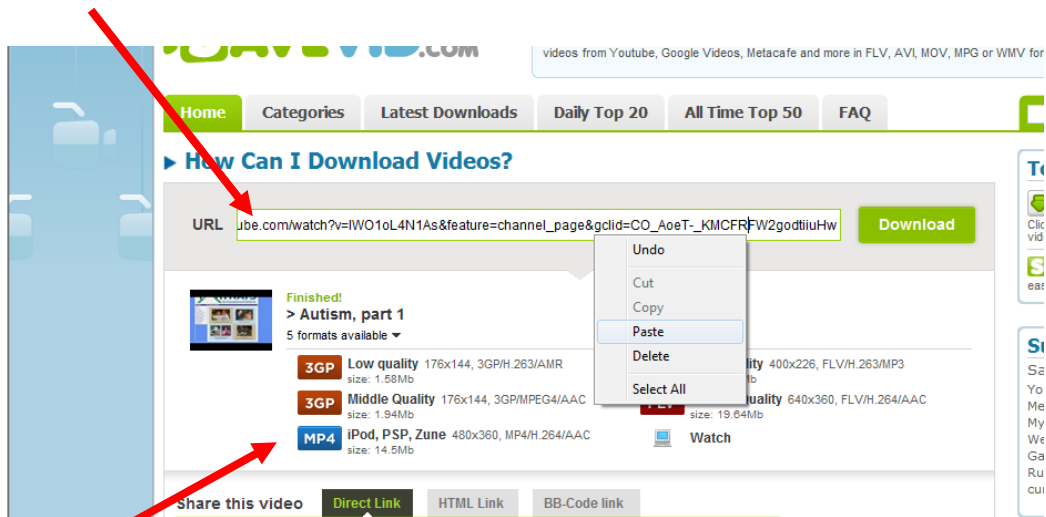 .com
videos from Youtube, Google Videos, Metacafe and more in FLV, AVI, MOV, MPG or WMV for
Home Categories Latest Downloads Daily Top 20 All Time Top 50 FAQ
How Can I Download Videos?
URL ube.com/watch?v=IWO1oL4N1As&feature=channel_page&gclid=CO_AoeT-_KMCFRFW2godtiiuHw Download
Undo
Cut
Copy
Paste
Delete
Select All
Finished!
> Autism, part 1
5 formats available
3GP Low quality 176x144, 3GP/H.263/AMR
size: 1.58Mb
400x226, FLV/H.263/MP3
3GP Middle Quality 176x144, 3GP/MPEG4/AAC
size: 1.94Mb
640x360, FLV/H.264/AAC
size: 19.64Mb
MP4 iPod, PSP, Zune 480x360, MP4/H.264/AAC
size: 14.5Mb
Watch
Share this video Direct Link HTML Link BB-Code link